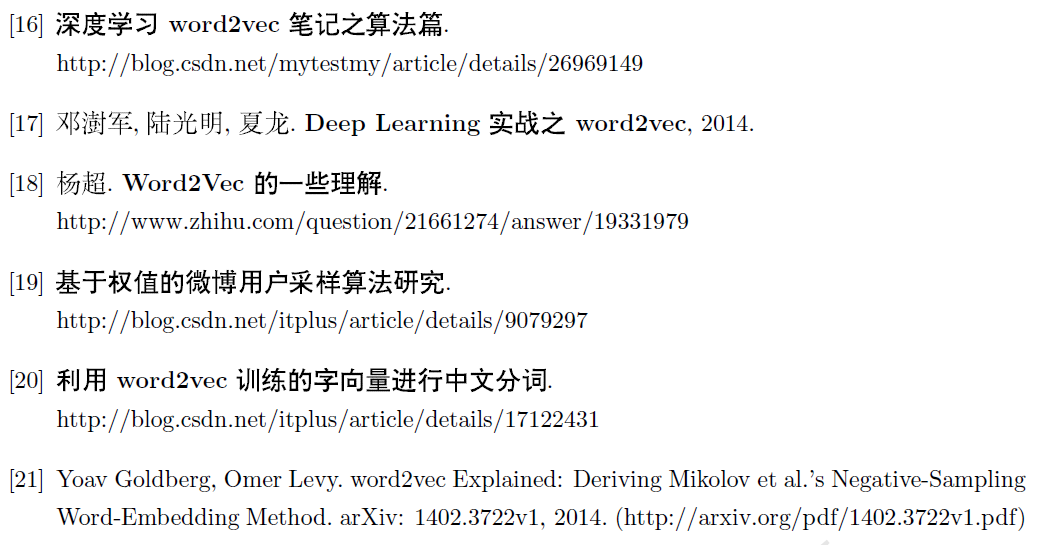 [16] 深度学习 word2vec 笔记之算法篇.
http://blog.csdn.net/mytestmy/article/details/26969149
[17] 邓澍军, 陆光明, 夏龙. Deep Learning 实战之 word2vec, 2014.
[18] 杨超. Word2Vec 的一些理解.
http://www.zhihu.com/question/21661274/answer/19331979
[19] 基于权值的微博用户采样算法研究.
http://blog.csdn.net/itplus/article/details/9079297
[20] 利用 word2vec 训练的字向量进行中文分词.
http://blog.csdn.net/itplus/article/details/17122431
[21] Yoav Goldberg, Omer Levy. word2vec Explained: Deriving Mikolov et al.'s Negative-Sampling
Word-Embedding Method. arXiv: 1402.3722v1, 2014. (http://arxiv.org/pdf/1402.3722v1.pdf)